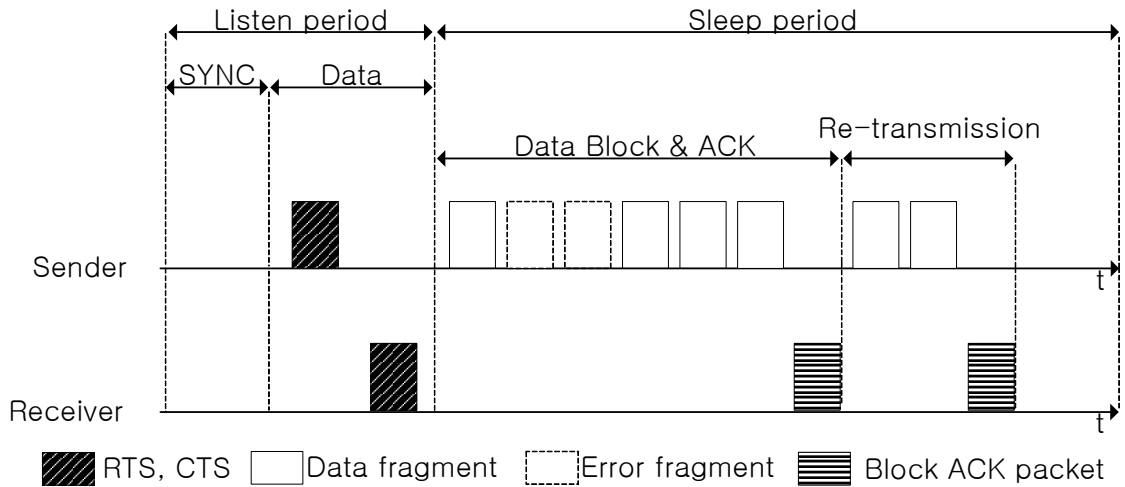 Listen period
Sleep period
SYNC
Data
Re-transmission
Data Block & ACK
Sender
t
Receiver
t
RTS, CTS
Data fragment
Error fragment
Block ACK packet